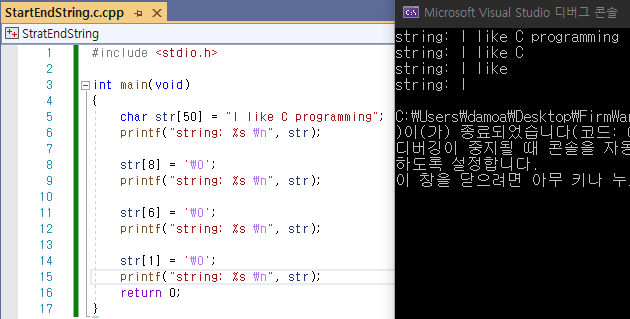 StartEndString.c.cpp
StratEndString
1 #include <stdio.h>
2
3 int main(void)
4 {
5 char str[50] = "I like C programming";
6 printf("string: %s ₩n", str);
7
8 str[8] = '₩0';
9 printf("string: %s ₩n", str);
10
11 str[6] = '₩0';
12 printf("string: %s ₩n", str);
13
14 str[1] = '₩0';
15 printf("string: %s ₩n", str);
16 return 0;
17 }
Microsoft Visual Studio 디버그 콘솔
string: I like C programming
string: I like C
string: I like
string: I
C:₩Users₩damoa₩Desktop₩FirmWar
)이(가) 종료되었습니다(코드:
디버깅이 중지될 때 콘솔을 자동
하도록 설정합니다.
이 창을 닫으려면 아무 키나 누